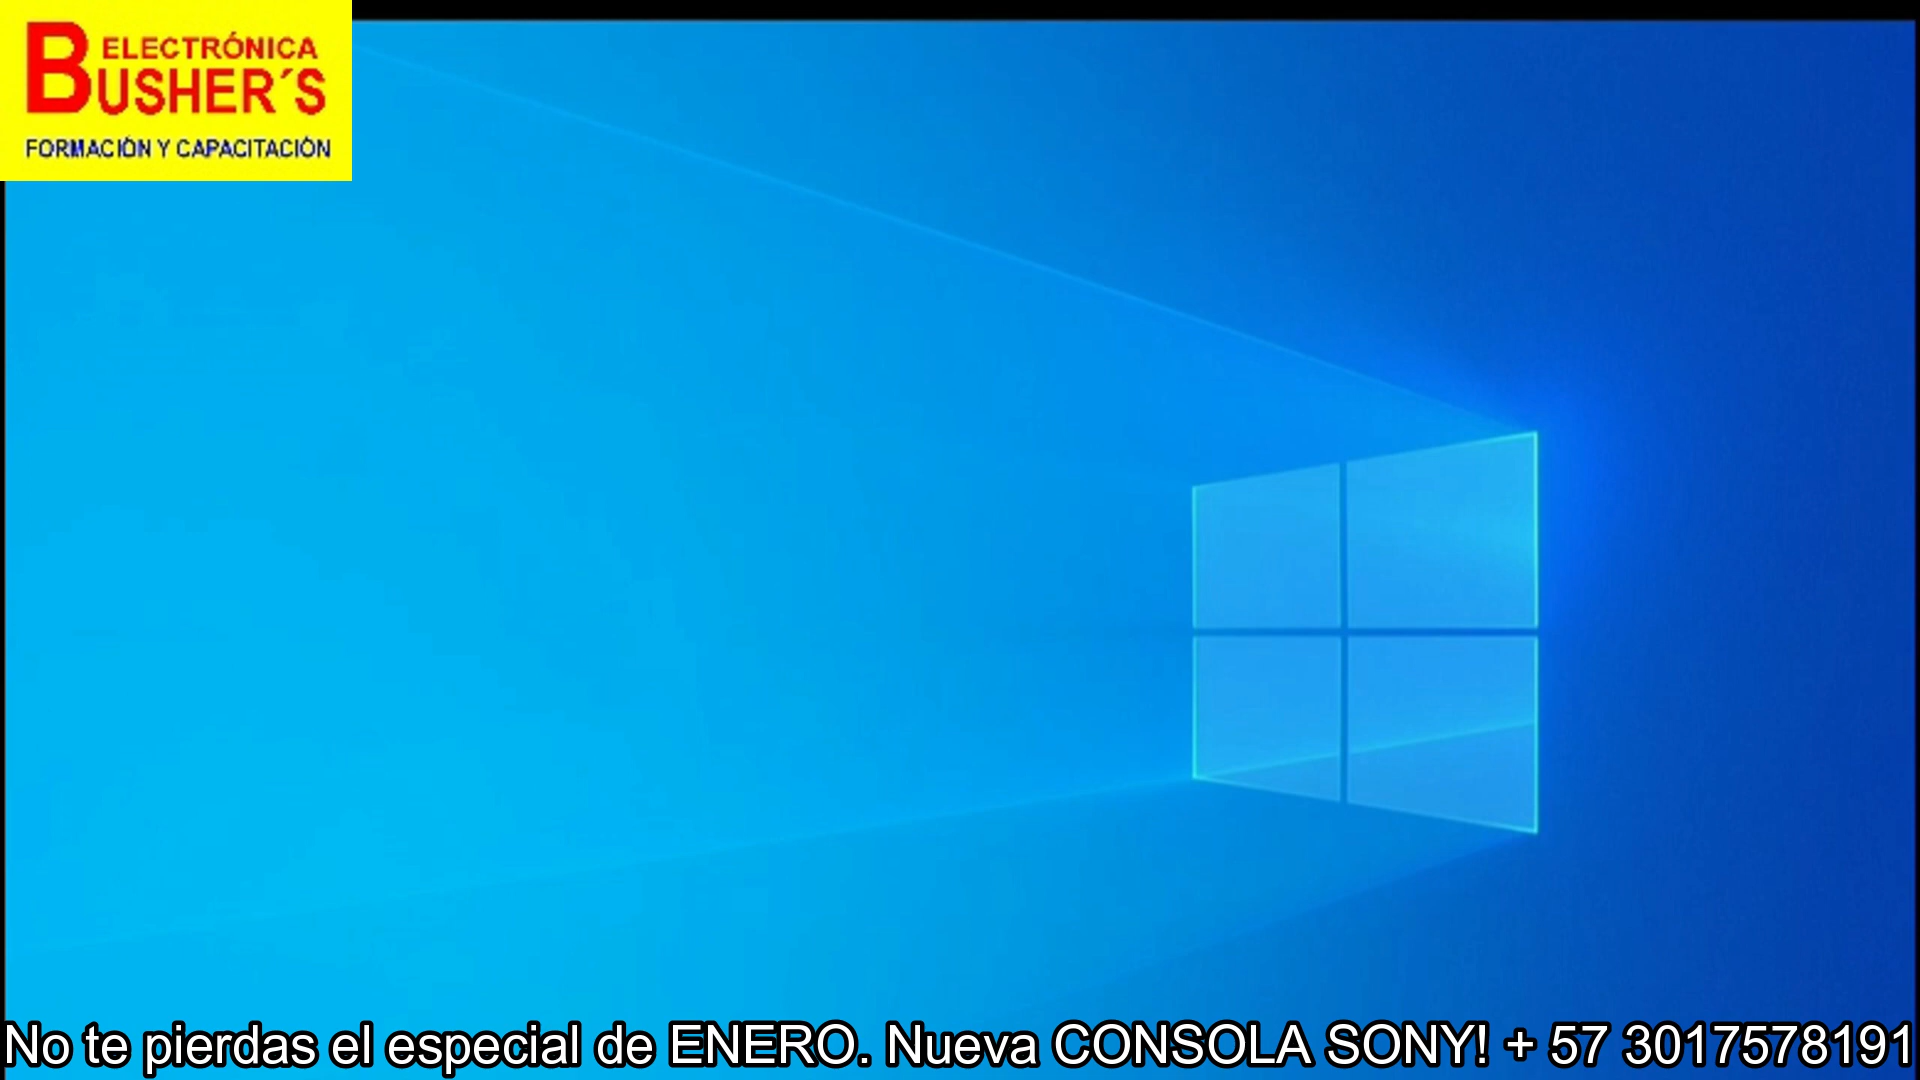 ELECTRÓNICA
BUSHER´S
FORMACIÓN Y CAPACITACIÓN
No te pierdas el especial de ENERO. Nueva CONSOLA SONY! + 57 3017578191